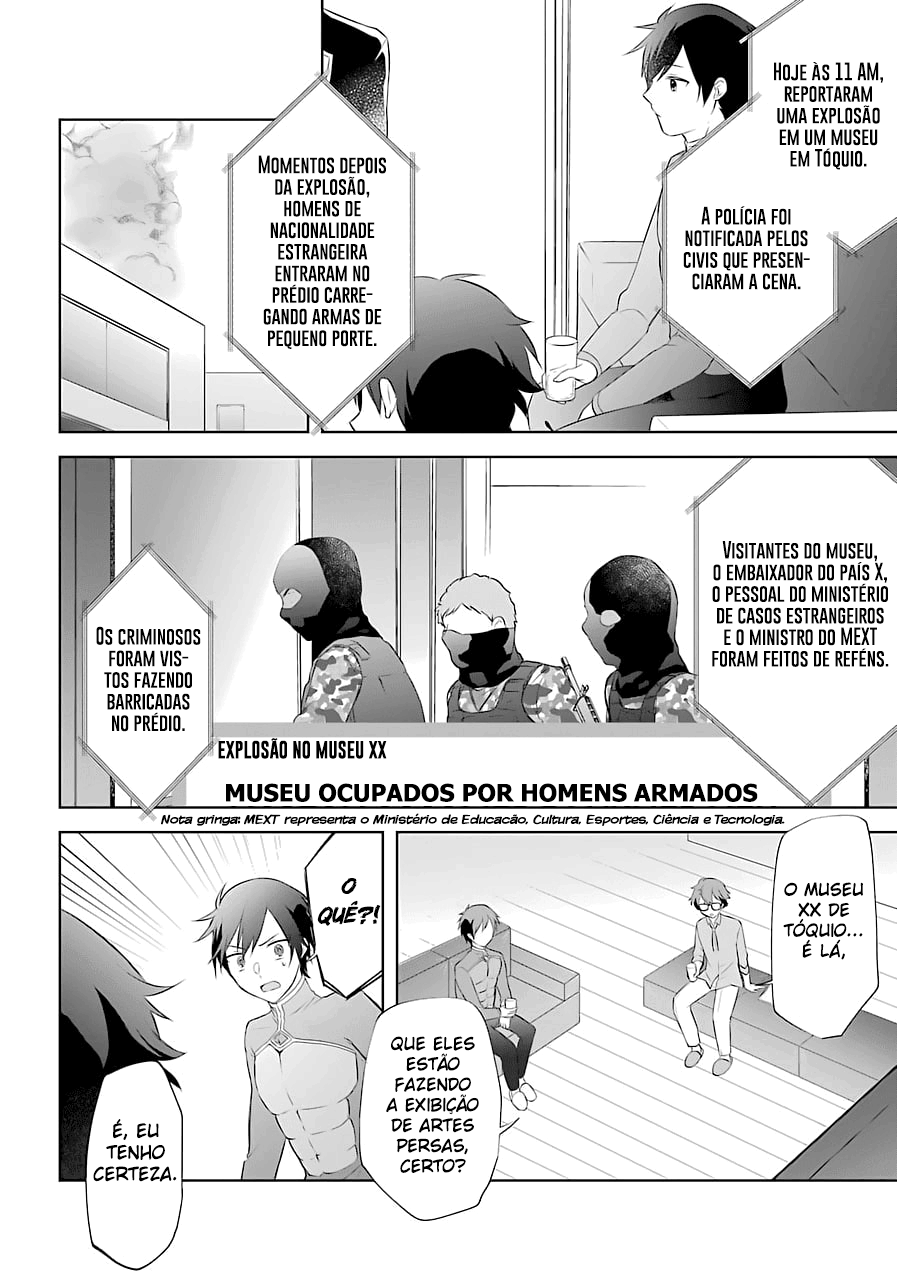 HOJE ÀS 11 AM,
REPORTARAM
UMA EXPLOSÃO
EM UM MUSEU
EM TÓQUIO.
A POLÍCIA FOI
NOTIFICADA PELOS
CIVIS QUE PRESEN-
CIARAM A CENA.
MOMENTOS DEPOIS
DA EXPLOSÃO,
HOMENS DE
NACIONALIDADE
ESTRANGEIRA
ENTRARAM NO
PRÉDIO CARRE-
GANDO ARMAS DE
PEQUENO PORTE.
VISITANTES DO MUSEU,
O EMBAIXADOR DO PAÍS X,
O PESSOAL DO MINISTÉRIO
DE CASOS ESTRANGEIROS
E O MINISTRO DO MEXT
FORAM FEITOS DE REFÉNS.
OS CRIMINOSOS
FORAM VIS-
TOS FAZENDO
BARRICADAS
NO PRÉDIO.
EXPLOSÃO NO MUSEU XX
MUSEU OCUPADOS POR HOMENS ARMADOS
Nota gringa: MEXT representa o Ministério de Educacão, Cultura, Esportes, Ciência e Tecnologia.
O MUSEU
XX DE
TÓQUIO...
É LÁ,
QUE ELES
ESTÃO
FAZENDO
A EXIBIÇÃO
DE ARTES
PERSAS,
CERTO?
O
QUÊ?!
É, EU
TENHO
CERTEZA.